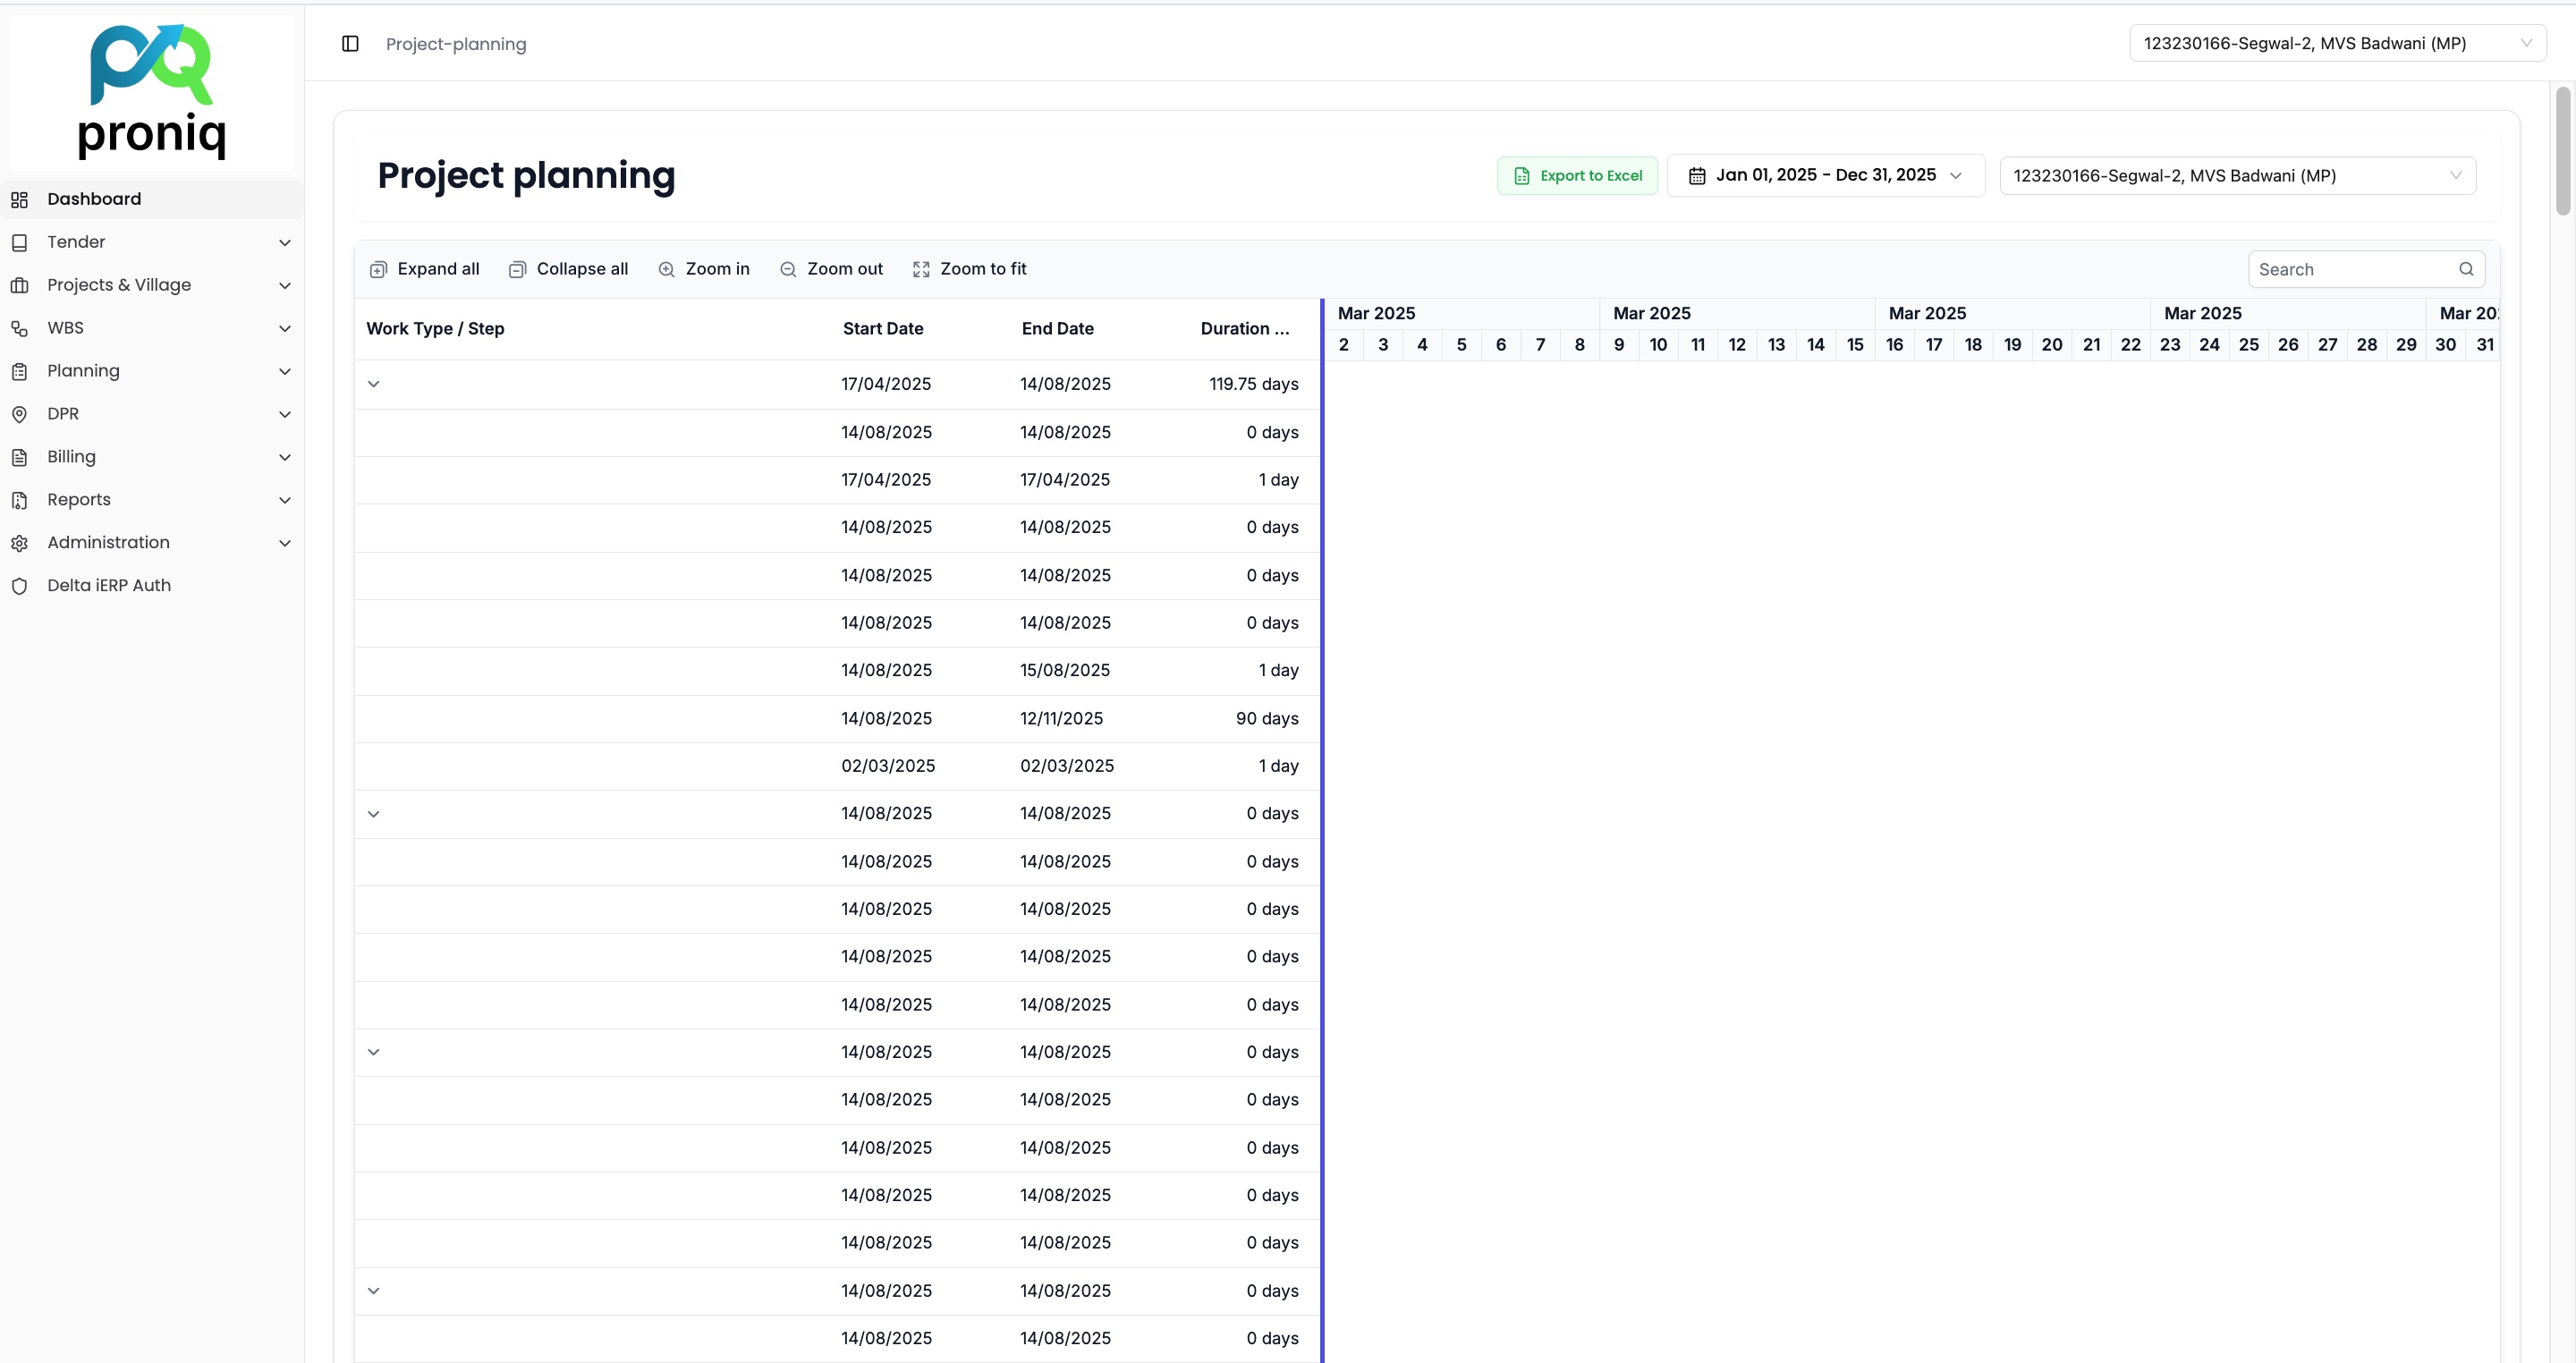 proniq
Dashboard
Tender
Projects & Village
WBS
Planning
DPR
Billing
Reports
Administration
Delta iERP Auth
Project-planning
123230166-Segwal-2, MVS Badwani (MP)
Project planning
Export to Excel
Jan 01, 2025 - Dec 31, 2025
123230166-Segwal-2, MVS Badwani (MP)
Expand all Collapse all Zoom in Zoom out Zoom to fit Search
Work Type / Step Start Date End Date Duration ...
Mar 2025 Mar 2025 Mar 2025 Mar 2025 Mar 20
2 3 4 5 6 7 8 9 10 11 12 13 14 15 16 17 18 19 20 21 22 23 24 25 26 27 28 29 30 31
17/04/2025 14/08/2025 119.75 days
14/08/2025 14/08/2025 0 days
17/04/2025 17/04/2025 1 day
14/08/2025 14/08/2025 0 days
14/08/2025 14/08/2025 0 days
14/08/2025 14/08/2025 0 days
14/08/2025 15/08/2025 1 day
14/08/2025 12/11/2025 90 days
02/03/2025 02/03/2025 1 day
14/08/2025 14/08/2025 0 days
14/08/2025 14/08/2025 0 days
14/08/2025 14/08/2025 0 days
14/08/2025 14/08/2025 0 days
14/08/2025 14/08/2025 0 days
14/08/2025 14/08/2025 0 days
14/08/2025 14/08/2025 0 days
14/08/2025 14/08/2025 0 days
14/08/2025 14/08/2025 0 days
14/08/2025 14/08/2025 0 days
14/08/2025 14/08/2025 0 days
14/08/2025 14/08/2025 0 days